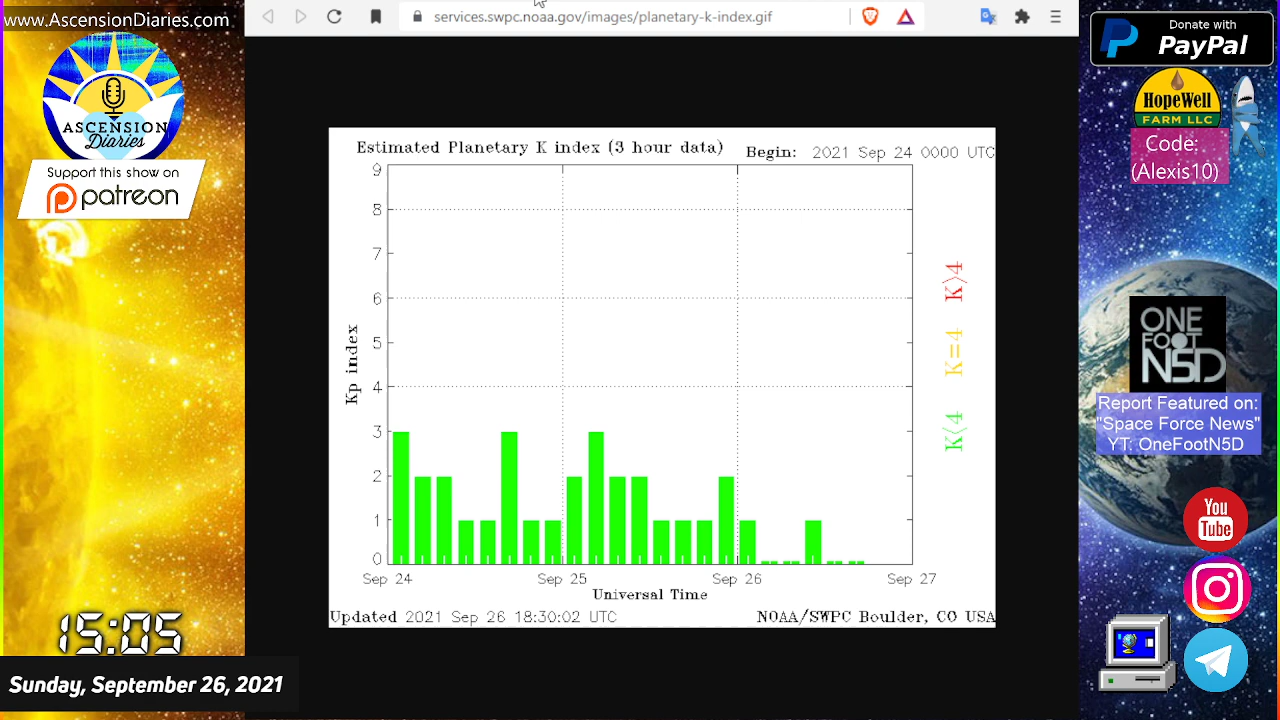 www.AscensionDiaries.com
ASCENSION
Diaries
Support this show on
patreon
services.swpc.noaa.gov/images/planetary-k-index.gif
Estimated Planetary K index (3 hour data)
Begin: 2021 Sep 24 0000 UTC
9
8
7
6
5
4
3
2
1
0
Kp index
K>4
K=4
K<4
Sep 24
Sep 25
Sep 26
Sep 27
Universal Time
Updated 2021 Sep 26 18:30:02 UTC
NOAA/SWPC Boulder, CO USA
Donate with
PayPal
HopeWell
FARM LLC
Code:
(Alexis10)
ONE
FOOT
N5D
Report Featured on:
"Space Force News"
YT: OneFootN5D
You
Tube
15:05
Sunday, September 26, 2021